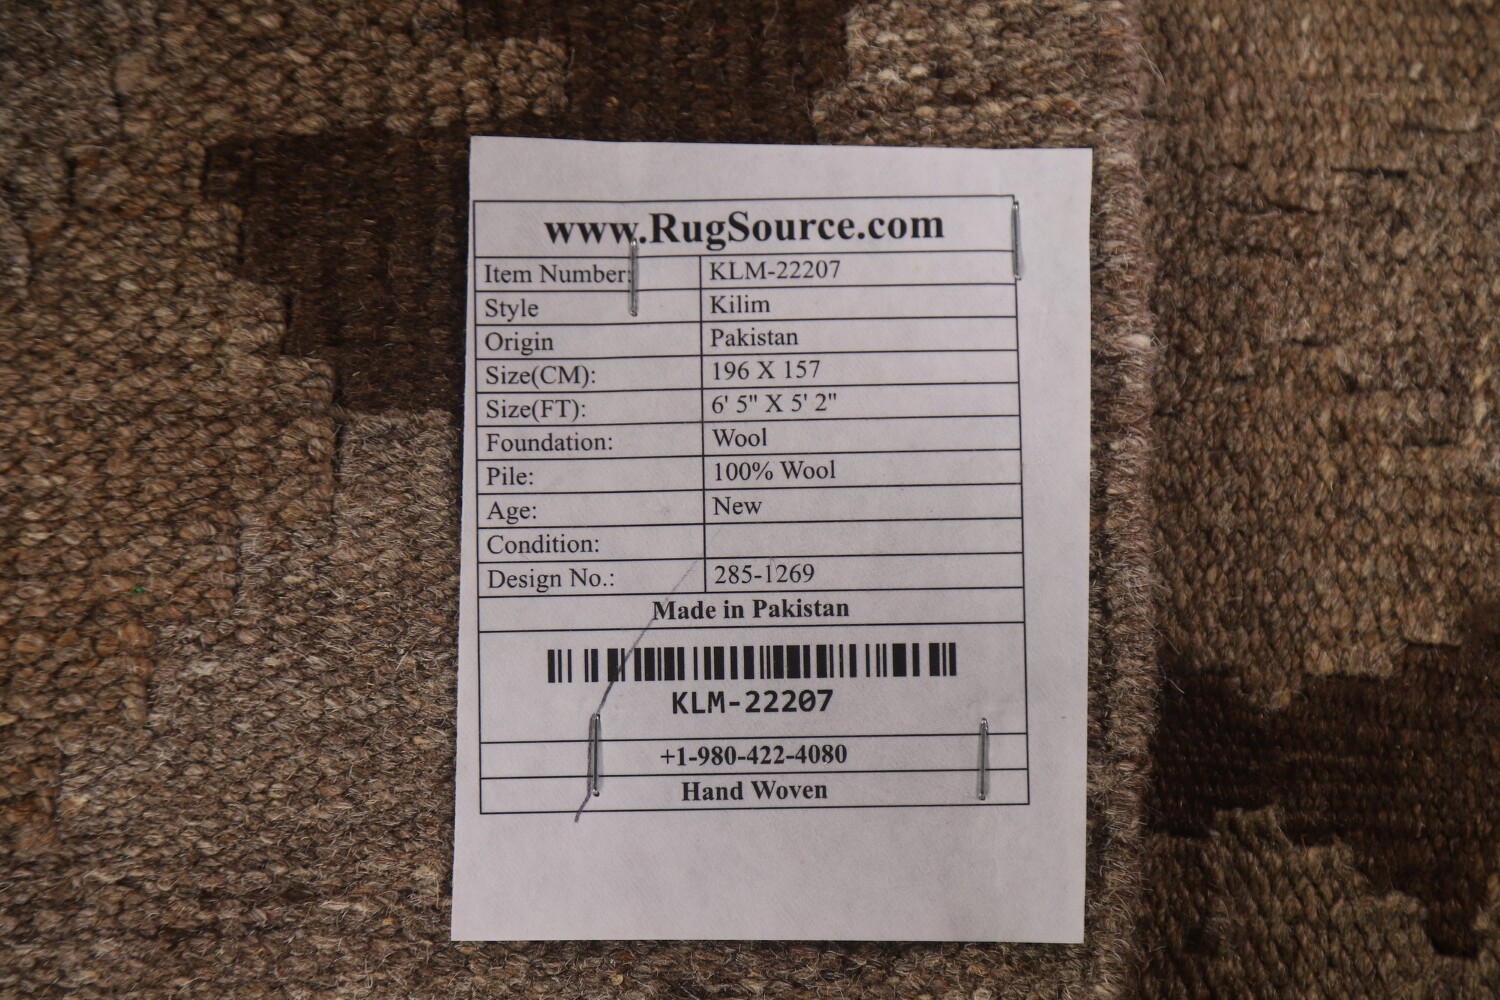 www.RugSource.com
Item Number: KLM-22207
Style Kilim
Origin Pakistan
Size(CM): 196 X 157
Size(FT): 6' 5" X 5' 2"
Foundation: Wool
Pile: 100% Wool
Age: New
Condition:
Design No.: 285-1269
Made in Pakistan
KLM-22207
+1-980-422-4080
Hand Woven